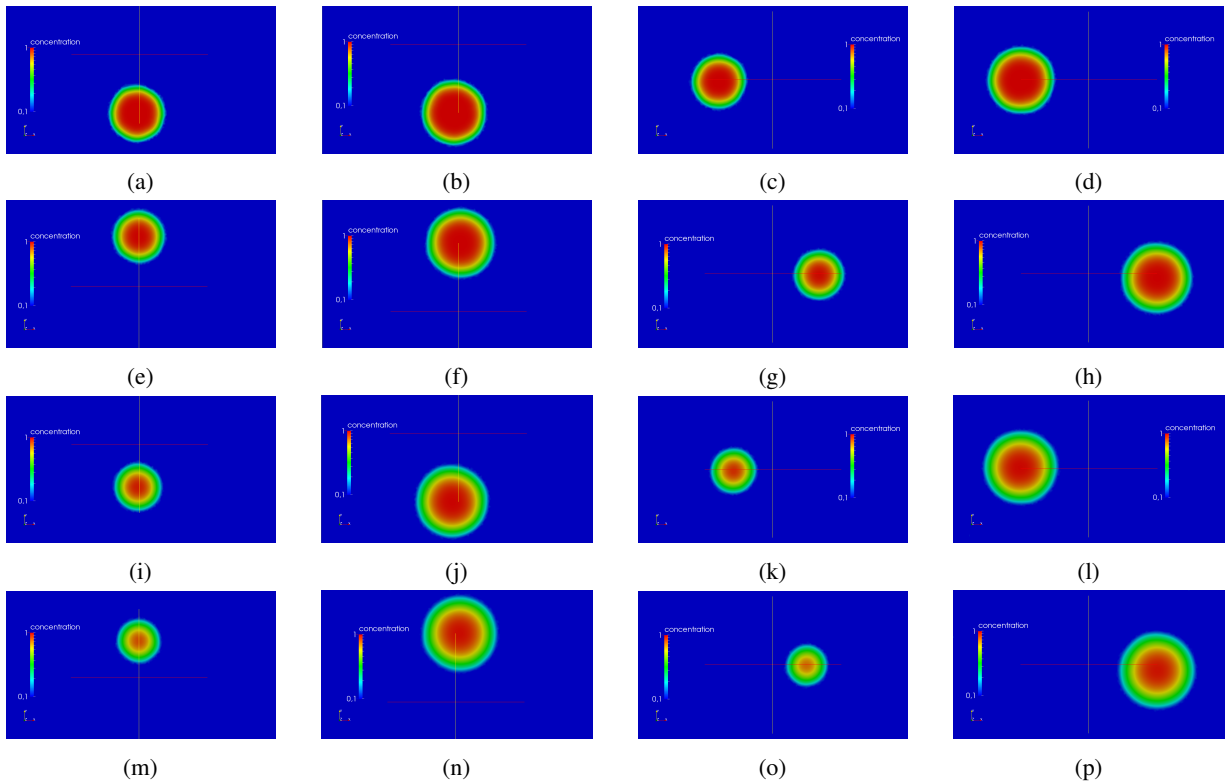 concentration
1
0,1
concentration
1
0,1
concentration
1
0,1
concentration
1
0,1
(a) (b) (c) (d)
concentration
1
0,1
concentration
1
0,1
concentration
1
0,1
concentration
1
0,1
(e) (f) (g) (h)
concentration
1
0,1
concentration
1
0,1
concentration
1
0,1
concentration
1
0,1
(i) (j) (k) (l)
concentration
1
0,1
concentration
1
0,1
concentration
1
0,1
concentration
1
0,1
(m) (n) (o) (p)